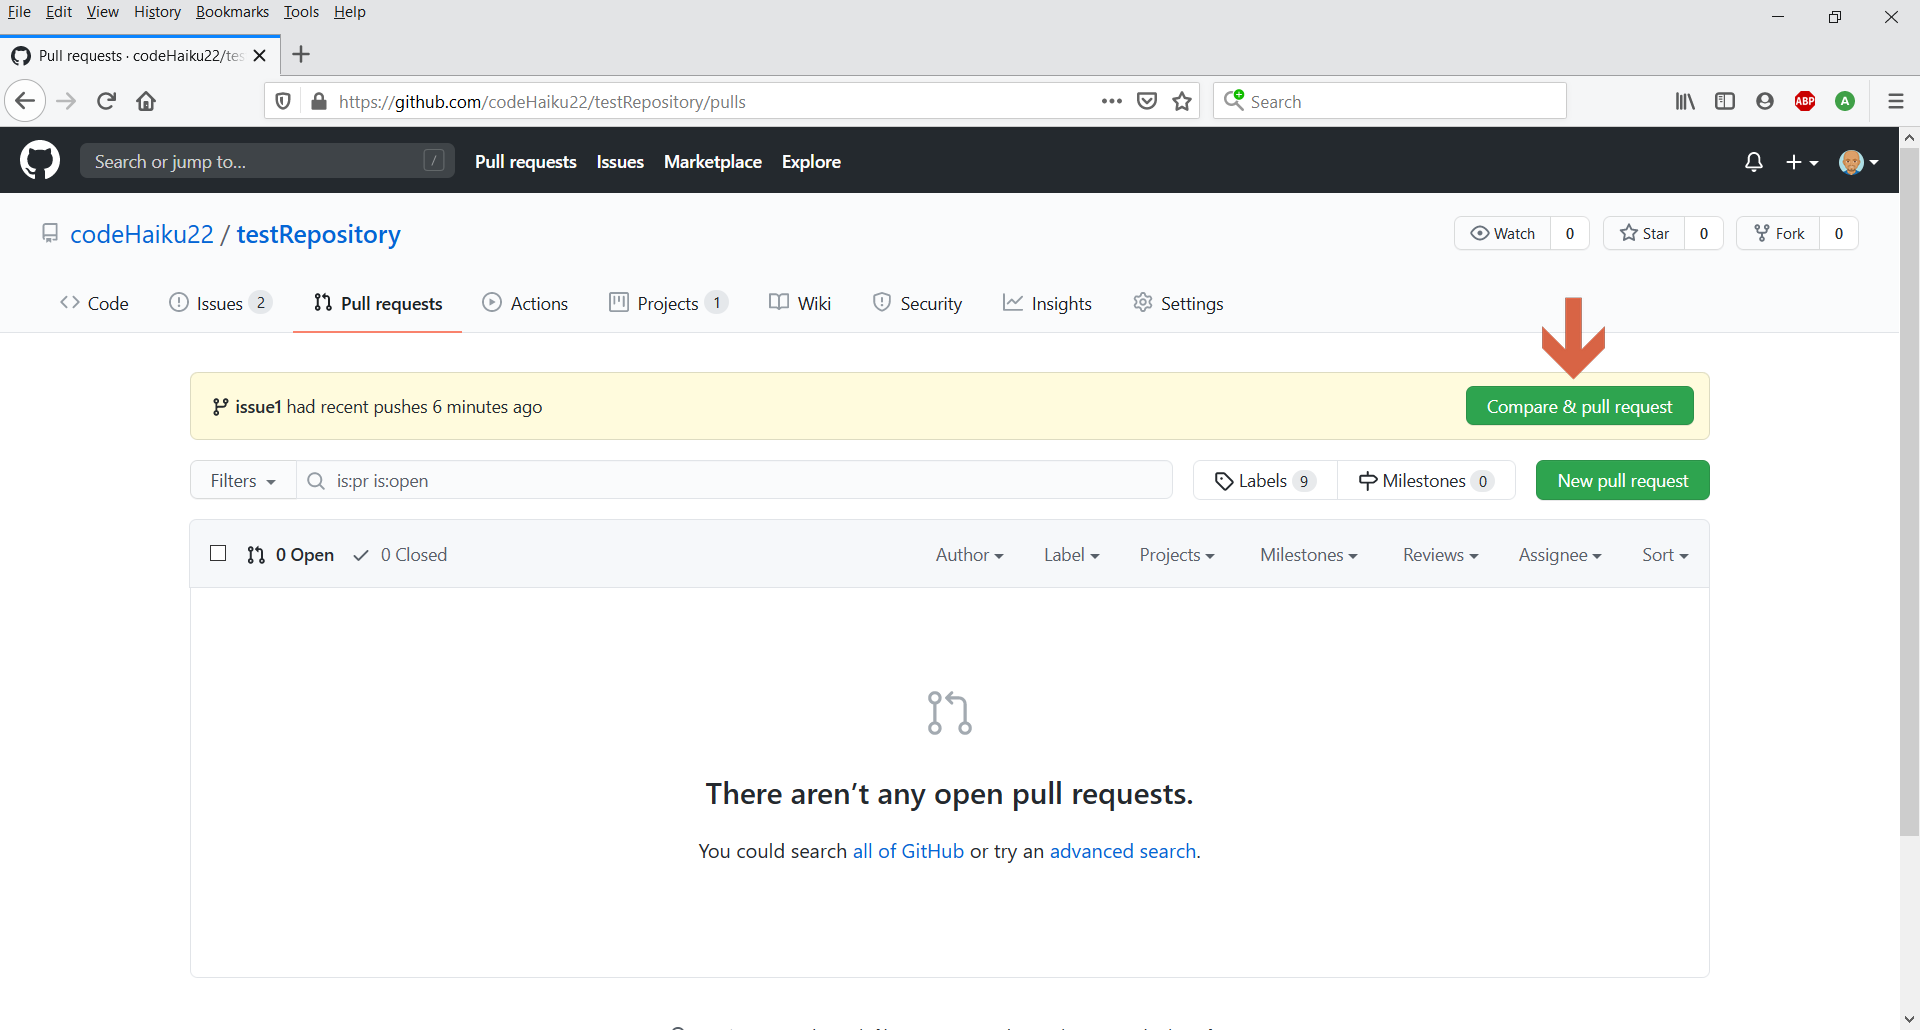 File Edit View History Bookmarks Tools Help
Pull requests · codeHaiku22/tes
https://github.com/codeHaiku22/testRepository/pulls Search ABP A
Search or jump to... / Pull requests Issues Marketplace Explore
codeHaiku22 / testRepository Watch 0 Star 0 Fork 0
Code Issues 2 Pull requests Actions Projects 1 Wiki Security Insights Settings
issue1 had recent pushes 6 minutes ago Compare & pull request
Filters is:pr is:open Labels 9 Milestones 0 New pull request
0 Open 0 Closed Author Label Projects Milestones Reviews Assignee Sort
There aren’t any open pull requests.
You could search all of GitHub or try an advanced search.